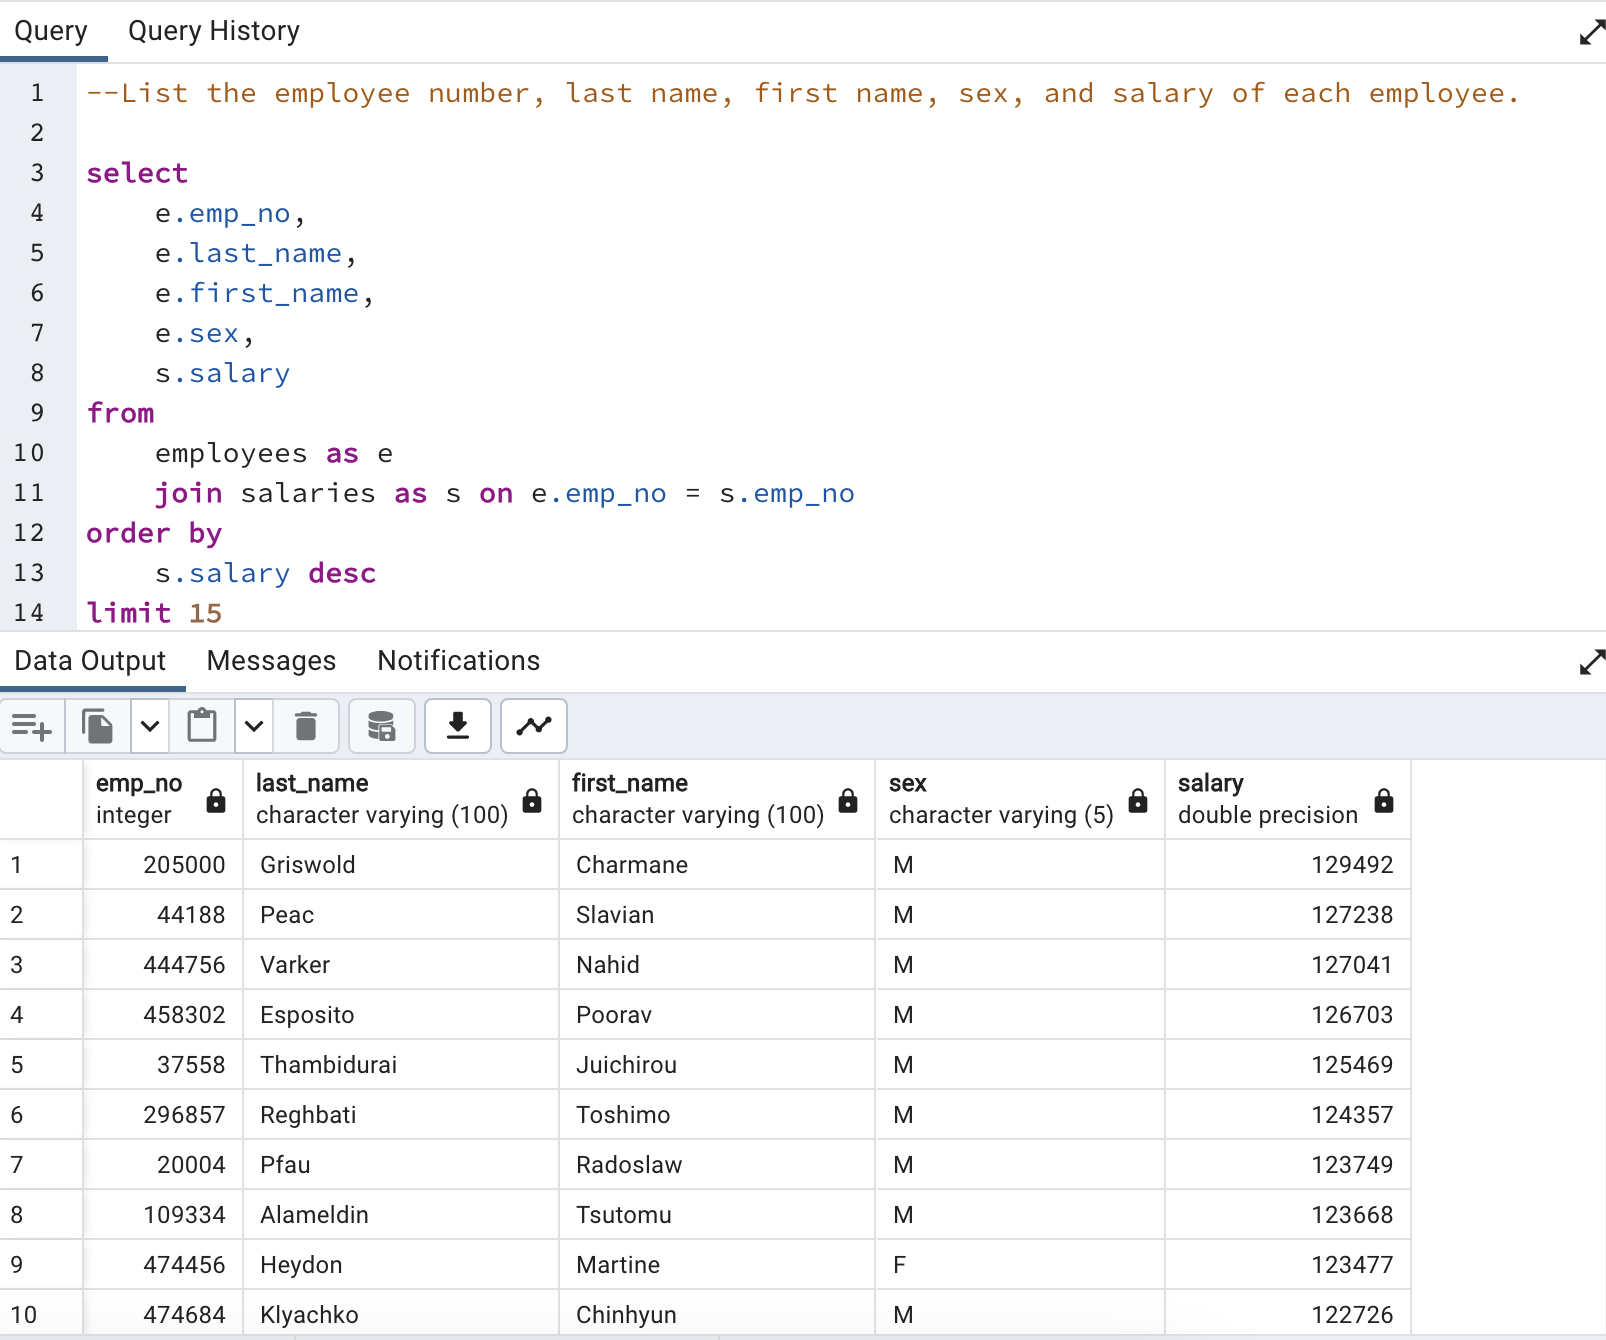 Query Query History
1 --List the employee number, last name, first name, sex, and salary of each employee.
2
3 select
4 e.emp_no,
5 e.last_name,
6 e.first_name,
7 e.sex,
8 s.salary
9 from
10 employees as e
11 join salaries as s on e.emp_no = s.emp_no
12 order by
13 s.salary desc
14 limit 15
Data Output Messages Notifications
emp_no last_name first_name sex salary
integer character varying (100) character varying (100) character varying (5) double precision
1 205000 Griswold Charmane M 129492
2 44188 Peac Slavian M 127238
3 444756 Varker Nahid M 127041
4 458302 Esposito Poorav M 126703
5 37558 Thambidurai Juichirou M 125469
6 296857 Reghbati Toshimo M 124357
7 20004 Pfau Radoslaw M 123749
8 109334 Alameldin Tsutomu M 123668
9 474456 Heydon Martine F 123477
10 474684 Klyachko Chinhyun M 122726